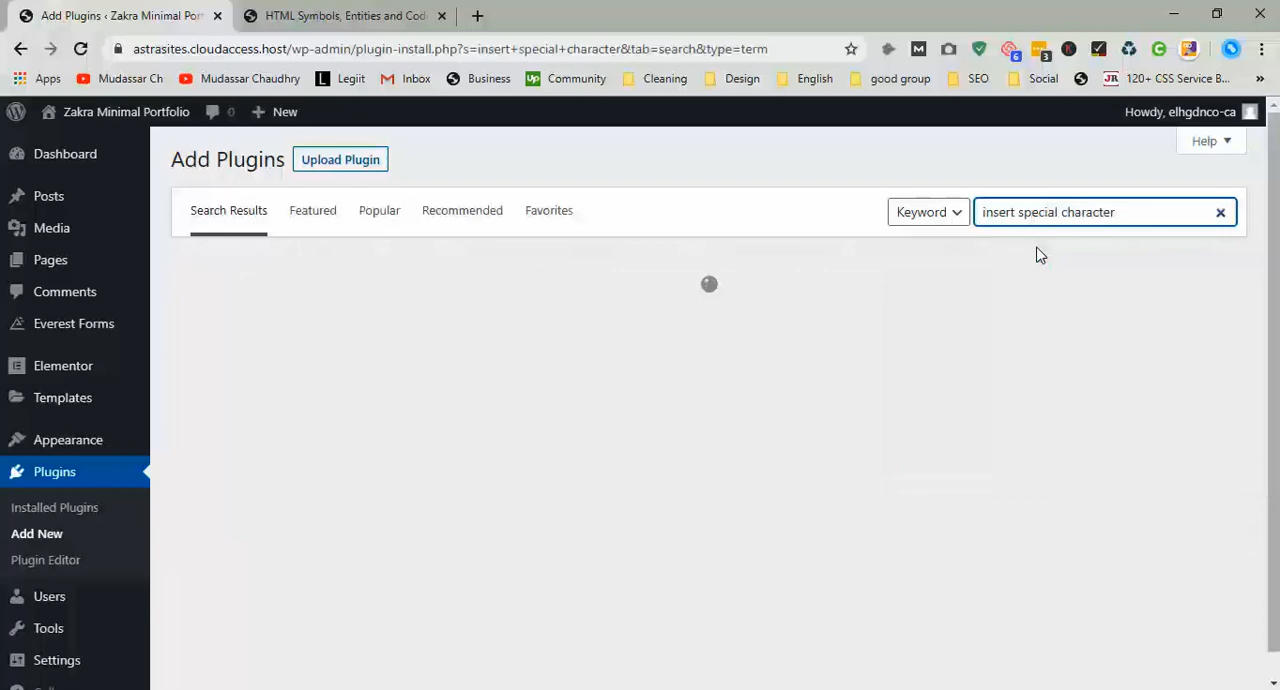 Add Plugins ‹ Zakra Minimal Por
HTML Symbols, Entities and Cod
astrasites.cloudaccess.host/wp-admin/plugin-install.php?s=insert+special+character&tab=search&type=term
6
3
Apps
Mudassar Ch
Mudassar Chaudhry
Legiit
Inbox
Business
Community
Cleaning
Design
English
good group
SEO
Social
120+ CSS Service B...
»
Zakra Minimal Portfolio
0
New
Howdy, elhgdnco-ca
Dashboard
Posts
Media
Pages
Comments
Everest Forms
Elementor
Templates
Appearance
Plugins
Installed Plugins
Add New
Plugin Editor
Users
Tools
Settings
Help
Add Plugins
Upload Plugin
Search Results
Featured
Popular
Recommended
Favorites
Keyword
insert special character